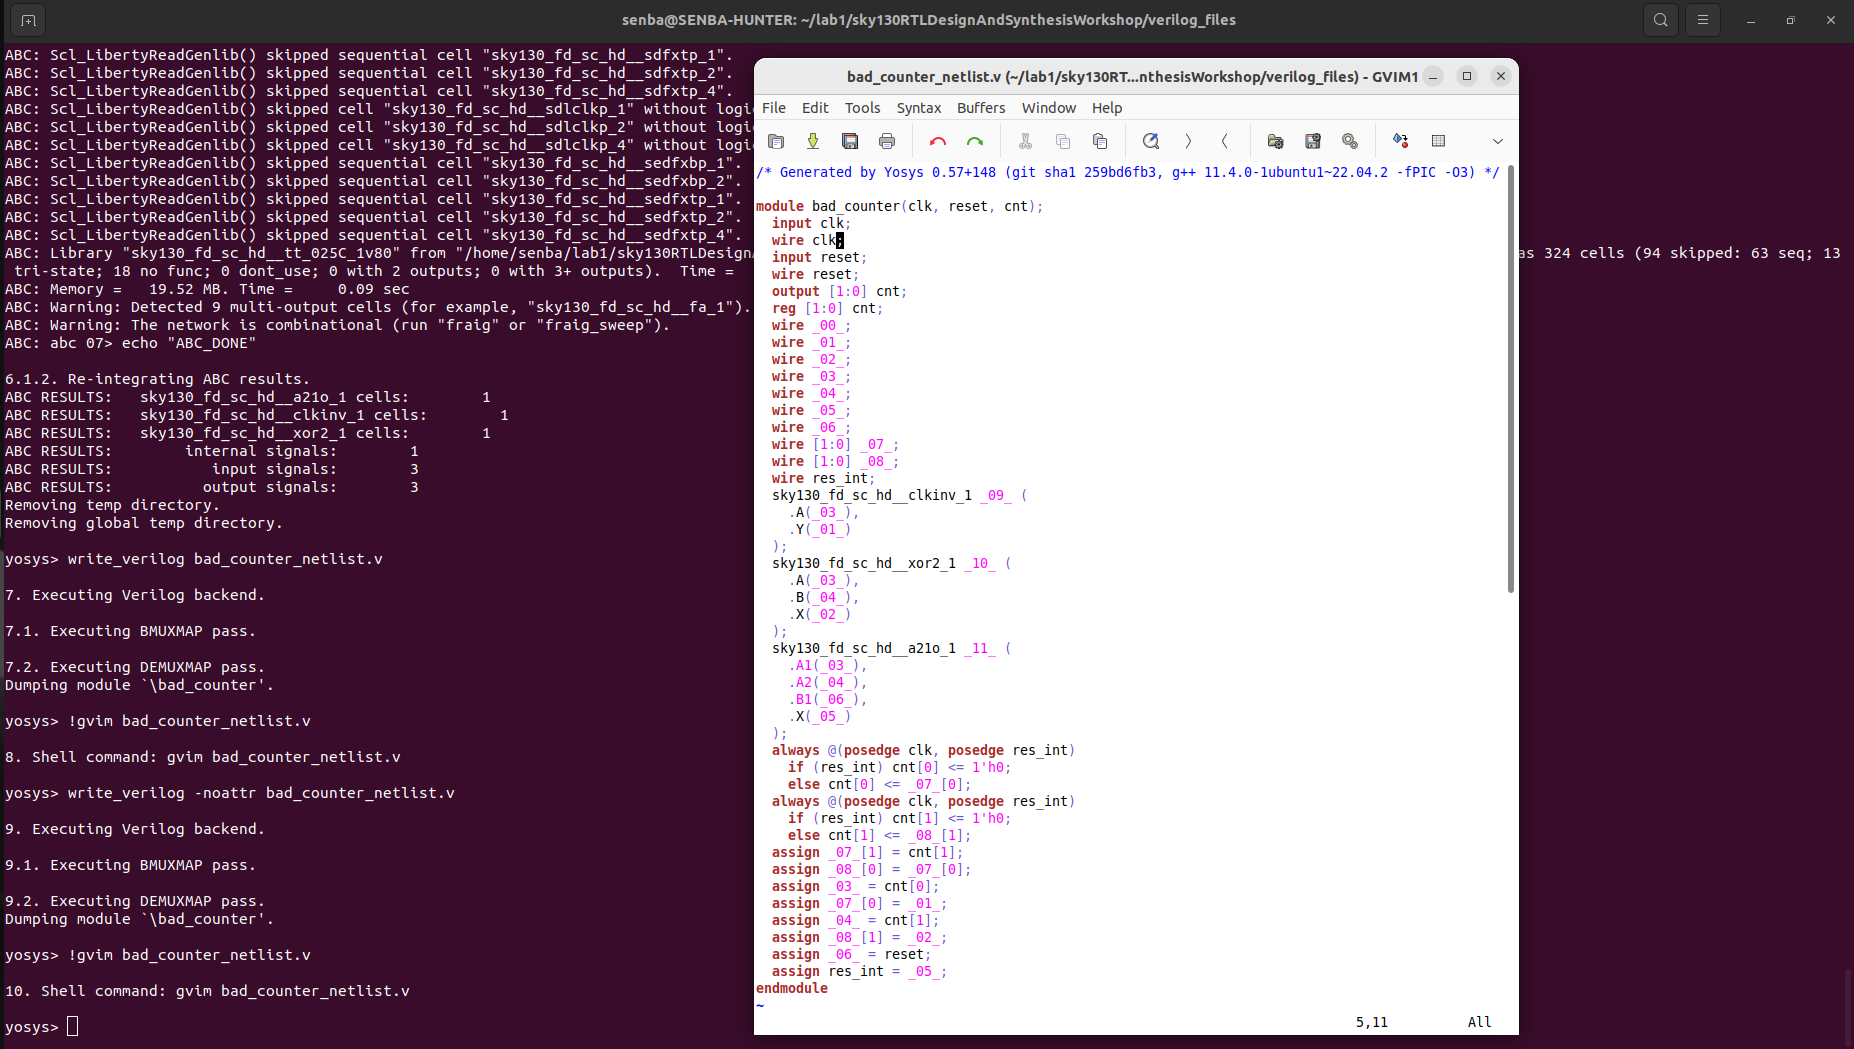 senba@SENBA-HUNTER: ~/lab1/sky130RTLDesignAndSynthesisWorkshop/verilog_files
ABC: Scl_LibertyReadGenlib() skipped sequential cell "sky130_fd_sc_hd__sdfxtp_1".
ABC: Scl_LibertyReadGenlib() skipped sequential cell "sky130_fd_sc_hd__sdfxtp_2".
ABC: Scl_LibertyReadGenlib() skipped sequential cell "sky130_fd_sc_hd__sdfxtp_4".
ABC: Scl_LibertyReadGenlib() skipped cell "sky130_fd_sc_hd__sdlclkp_1" without logi
ABC: Scl_LibertyReadGenlib() skipped cell "sky130_fd_sc_hd__sdlclkp_2" without logi
ABC: Scl_LibertyReadGenlib() skipped cell "sky130_fd_sc_hd__sdlclkp_4" without logi
ABC: Scl_LibertyReadGenlib() skipped sequential cell "sky130_fd_sc_hd__sedfxbp_1".
ABC: Scl_LibertyReadGenlib() skipped sequential cell "sky130_fd_sc_hd__sedfxbp_2".
ABC: Scl_LibertyReadGenlib() skipped sequential cell "sky130_fd_sc_hd__sedfxtp_1".
ABC: Scl_LibertyReadGenlib() skipped sequential cell "sky130_fd_sc_hd__sedfxtp_2".
ABC: Scl_LibertyReadGenlib() skipped sequential cell "sky130_fd_sc_hd__sedfxtp_4".
ABC: Library "sky130_fd_sc_hd__tt_025C_1v80" from "/home/senba/lab1/sky130RTLDesign as 324 cells (94 skipped: 63 seq; 13
tri-state; 18 no func; 0 dont_use; 0 with 2 outputs; 0 with 3+ outputs).  Time =
ABC: Memory =   19.52 MB. Time =     0.09 sec
ABC: Warning: Detected 9 multi-output cells (for example, "sky130_fd_sc_hd__fa_1").
ABC: Warning: The network is combinational (run "fraig" or "fraig_sweep").
ABC: abc 07> echo "ABC_DONE"
6.1.2. Re-integrating ABC results.
ABC RESULTS:   sky130_fd_sc_hd__a21o_1 cells:        1
ABC RESULTS:   sky130_fd_sc_hd__clkinv_1 cells:        1
ABC RESULTS:   sky130_fd_sc_hd__xor2_1 cells:        1
ABC RESULTS:        internal signals:        1
ABC RESULTS:           input signals:        3
ABC RESULTS:          output signals:        3
Removing temp directory.
Removing global temp directory.
yosys> write_verilog bad_counter_netlist.v
7. Executing Verilog backend.
7.1. Executing BMUXMAP pass.
7.2. Executing DEMUXMAP pass.
Dumping module `\bad_counter'.
yosys> !gvim bad_counter_netlist.v
8. Shell command: gvim bad_counter_netlist.v
yosys> write_verilog -noattr bad_counter_netlist.v
9. Executing Verilog backend.
9.1. Executing BMUXMAP pass.
9.2. Executing DEMUXMAP pass.
Dumping module `\bad_counter'.
yosys> !gvim bad_counter_netlist.v
10. Shell command: gvim bad_counter_netlist.v
yosys>
bad_counter_netlist.v (~/lab1/sky130RT...nthesisWorkshop/verilog_files) - GVIM1
File Edit Tools Syntax Buffers Window Help
/* Generated by Yosys 0.57+148 (git sha1 259bd6fb3, g++ 11.4.0-1ubuntu1~22.04.2 -fPIC -O3) */
module bad_counter(clk, reset, cnt);
  input clk;
  wire clk;
  input reset;
  wire reset;
  output [1:0] cnt;
  reg [1:0] cnt;
  wire _00_;
  wire _01_;
  wire _02_;
  wire _03_;
  wire _04_;
  wire _05_;
  wire _06_;
  wire [1:0] _07_;
  wire [1:0] _08_;
  wire res_int;
  sky130_fd_sc_hd__clkinv_1 _09_ (
    .A(_03_),
    .Y(_01_)
  );
  sky130_fd_sc_hd__xor2_1 _10_ (
    .A(_03_),
    .B(_04_),
    .X(_02_)
  );
  sky130_fd_sc_hd__a21o_1 _11_ (
    .A1(_03_),
    .A2(_04_),
    .B1(_06_),
    .X(_05_)
  );
  always @(posedge clk, posedge res_int)
    if (res_int) cnt[0] <= 1'h0;
    else cnt[0] <= _07_[0];
  always @(posedge clk, posedge res_int)
    if (res_int) cnt[1] <= 1'h0;
    else cnt[1] <= _08_[1];
  assign _07_[1] = cnt[1];
  assign _08_[0] = _07_[0];
  assign _03_ = cnt[0];
  assign _07_[0] = _01_;
  assign _04_ = cnt[1];
  assign _08_[1] = _02_;
  assign _06_ = reset;
  assign res_int = _05_;
endmodule
~
5,11 All